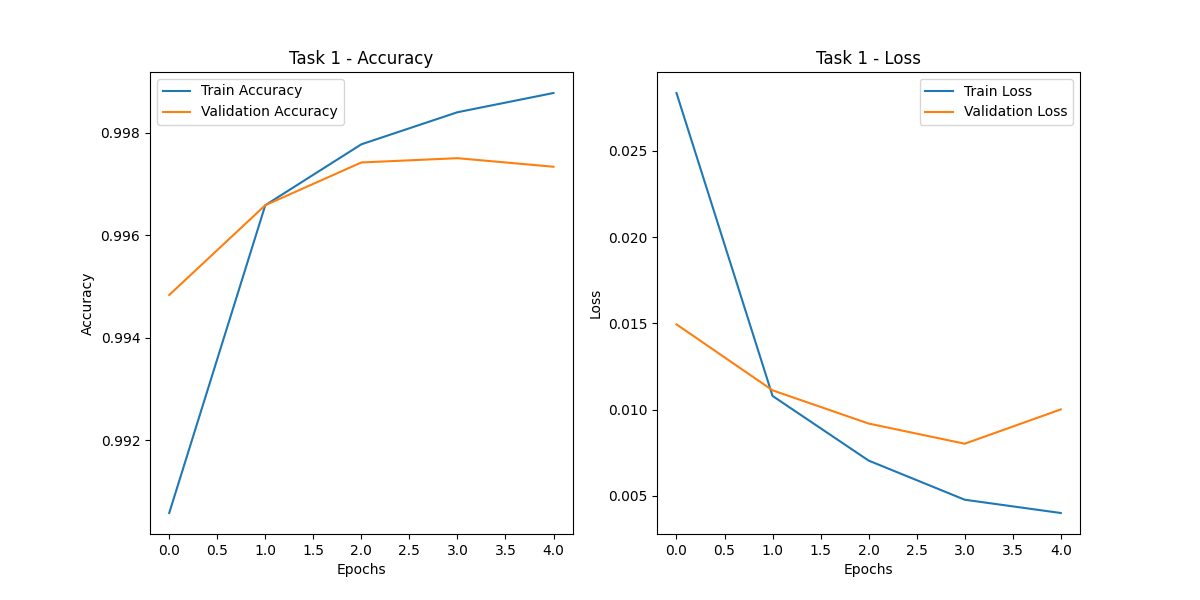 Task 1 - Accuracy
Train Accuracy
Validation Accuracy
Accuracy
0.998
0.996
0.994
0.992
0.0 0.5 1.0 1.5 2.0 2.5 3.0 3.5 4.0
Epochs
Task 1 - Loss
Train Loss
Validation Loss
Loss
0.025
0.020
0.015
0.010
0.005
0.0 0.5 1.0 1.5 2.0 2.5 3.0 3.5 4.0
Epochs